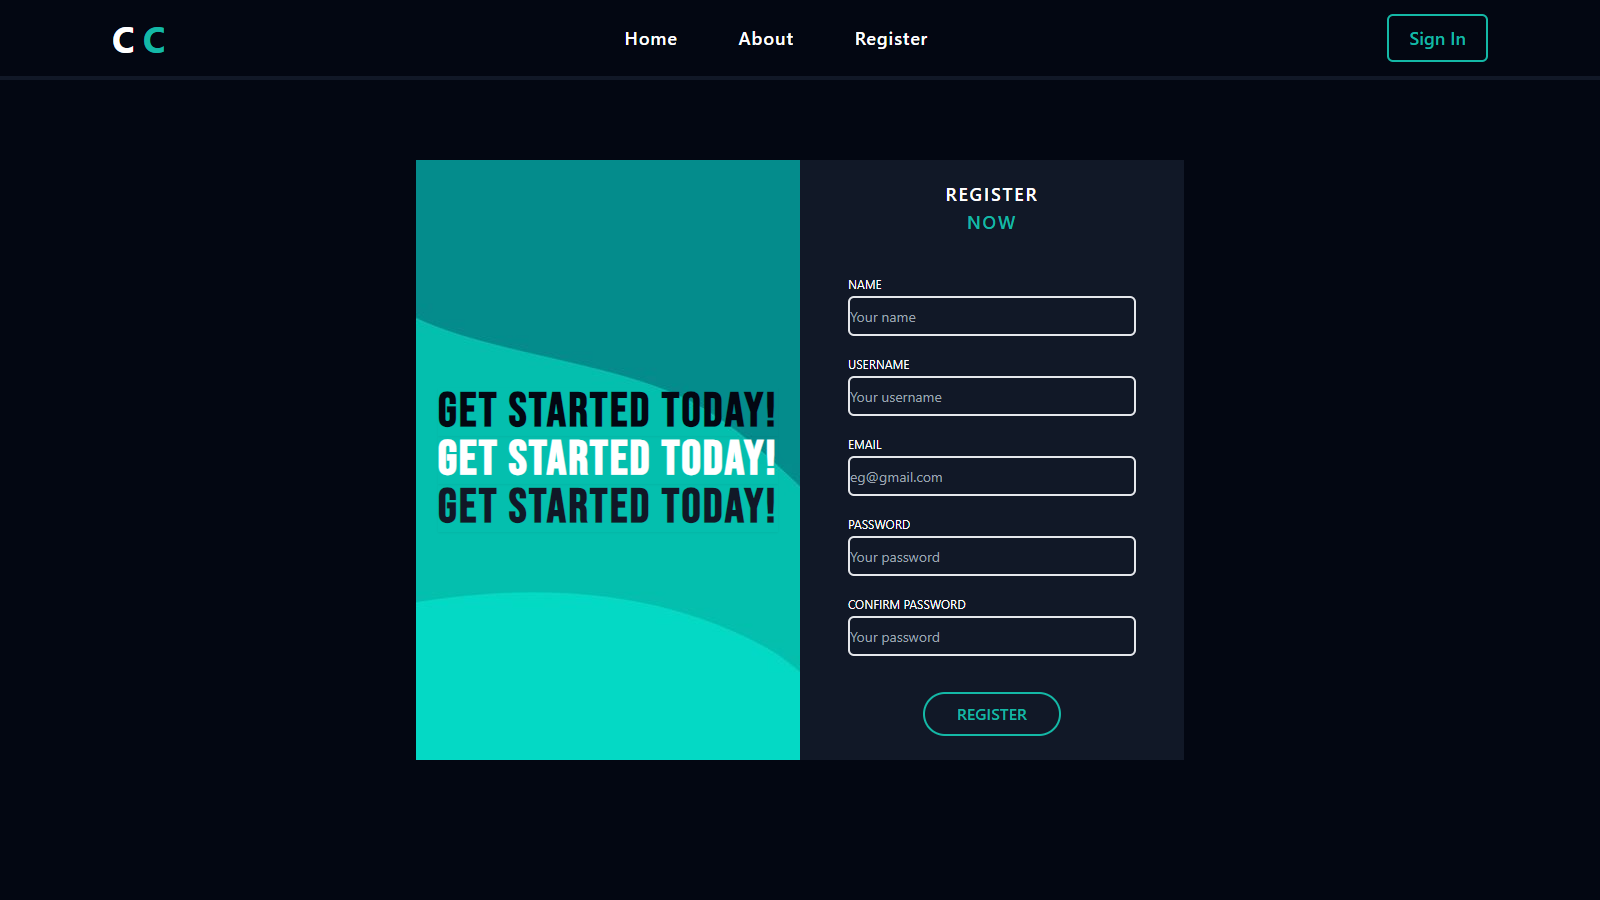 C C
Home
About
Register
Sign In
GET STARTED TODAY!
GET STARTED TODAY!
GET STARTED TODAY!
REGISTER
NOW
NAME
Your name
USERNAME
Your username
EMAIL
eg@gmail.com
PASSWORD
Your password
CONFIRM PASSWORD
Your password
REGISTER